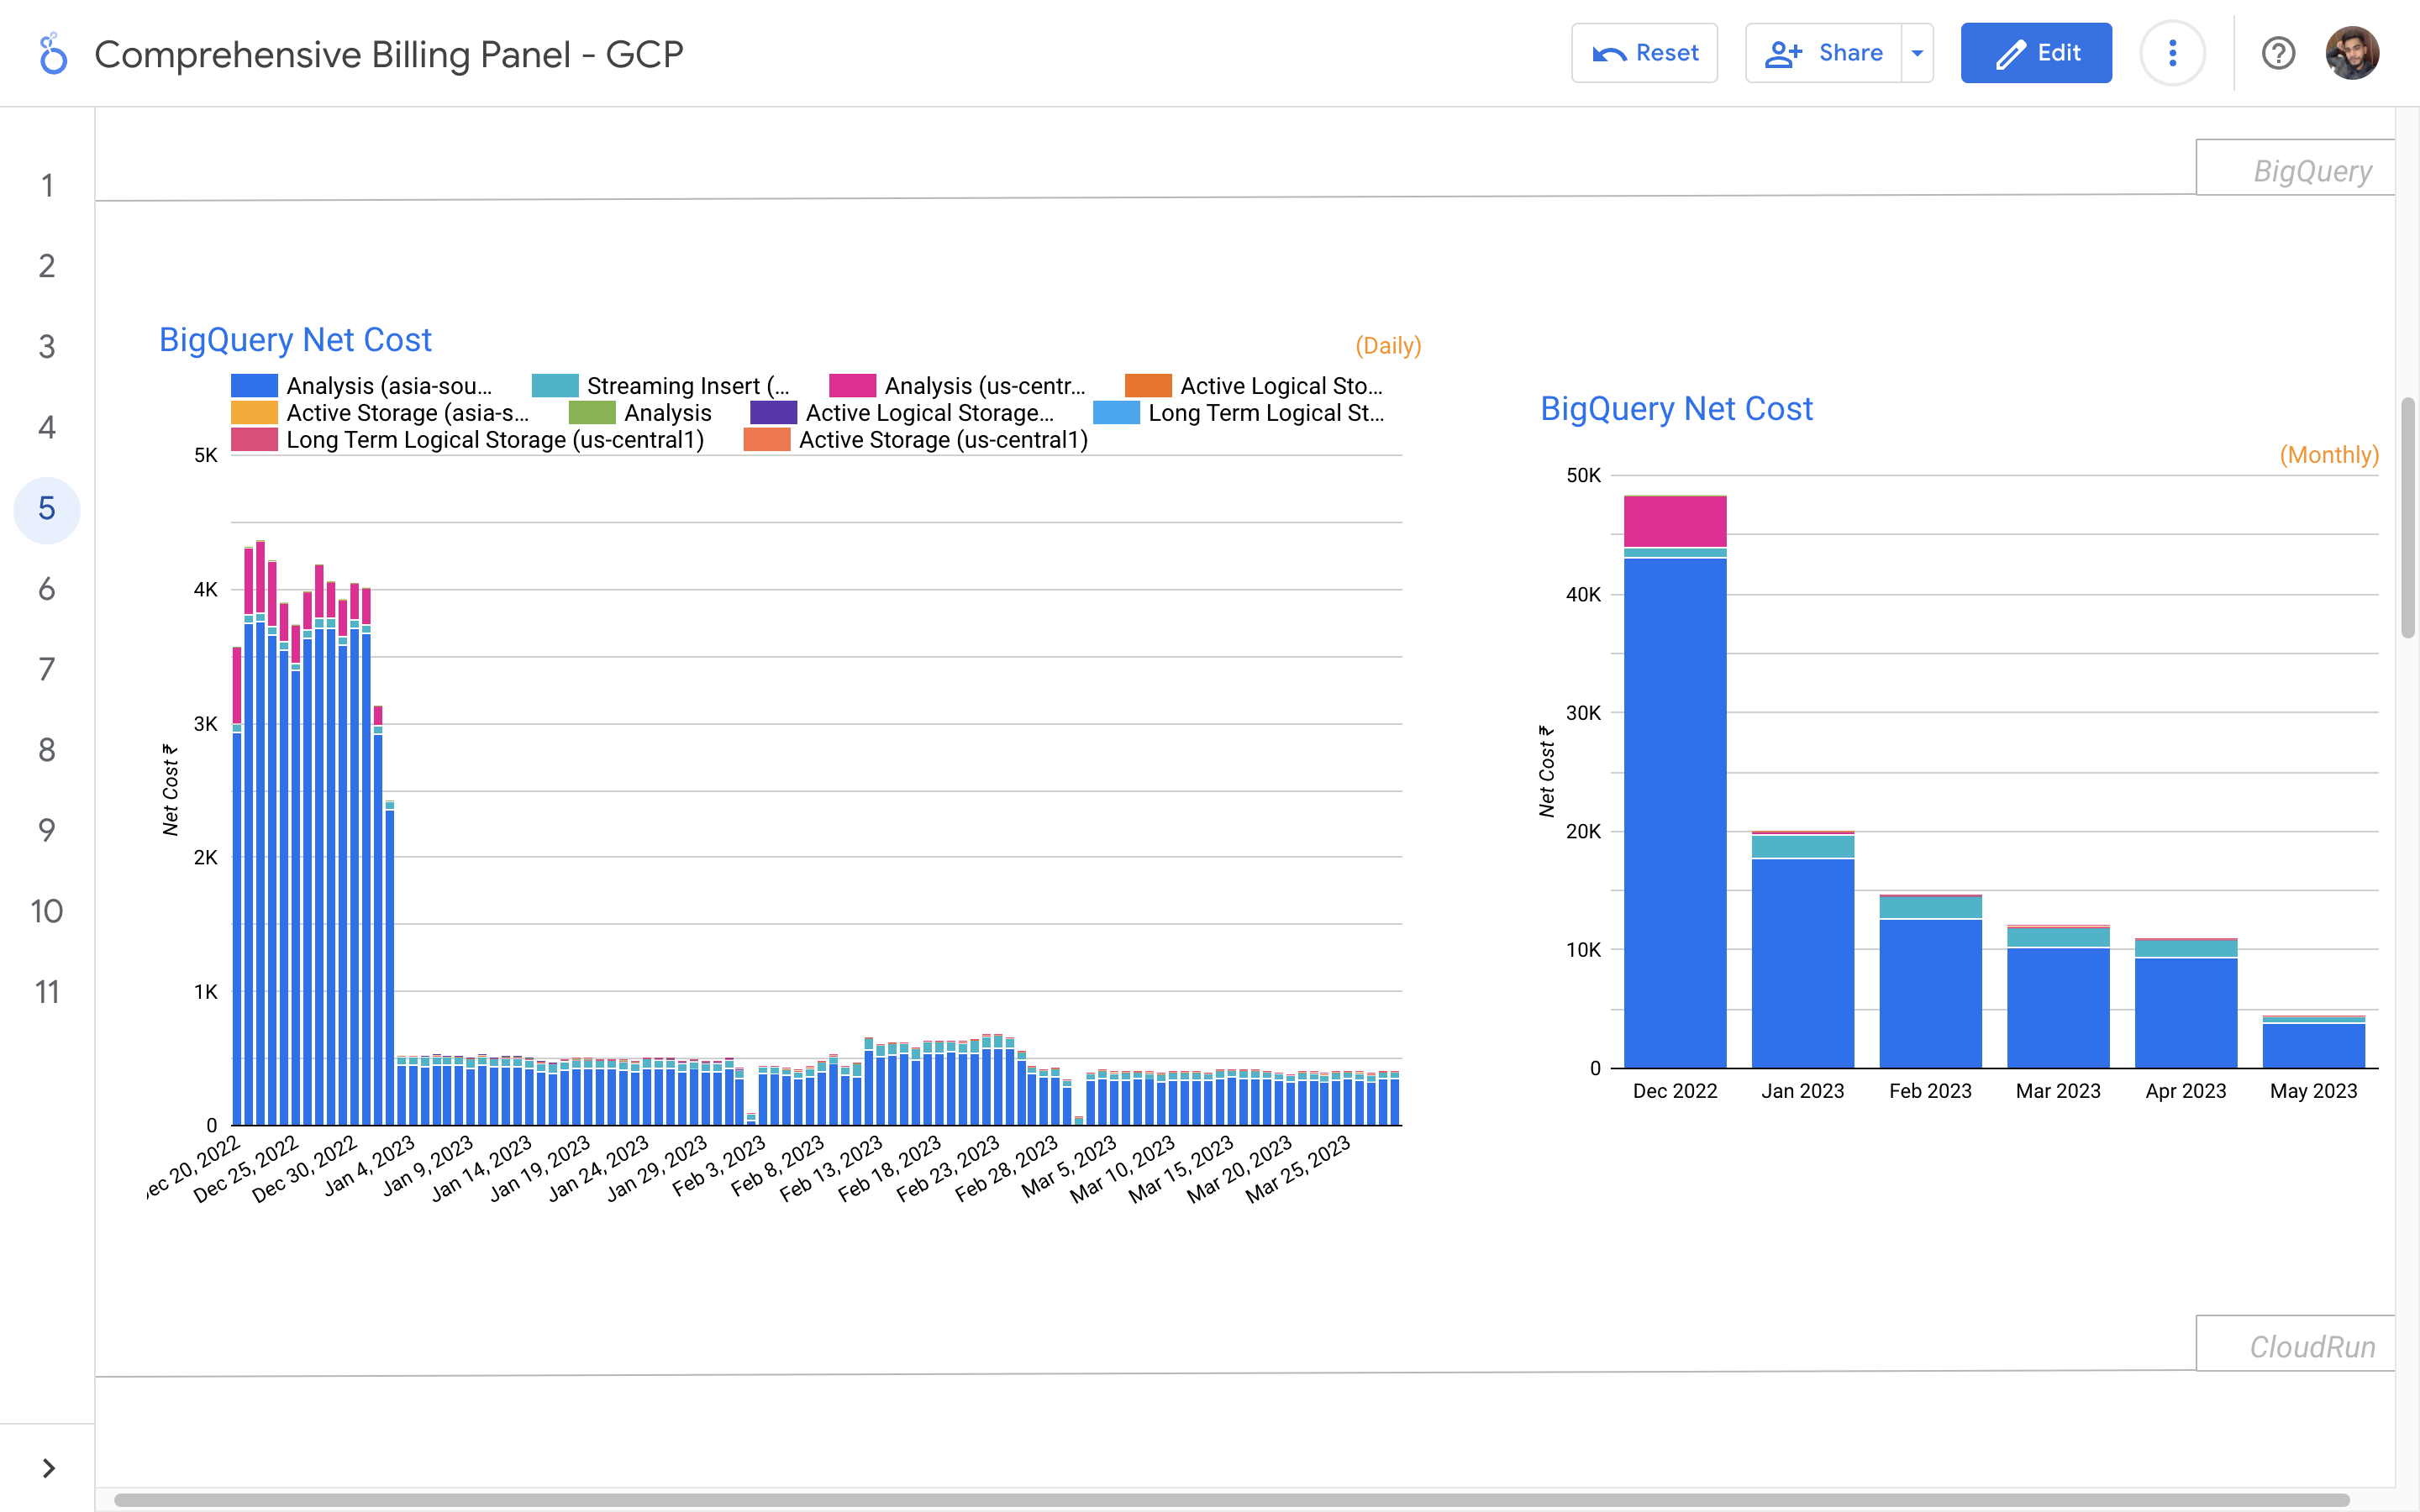 Comprehensive Billing Panel - GCP
Reset
Share
Edit
1
2
3
4
5
6
7
8
9
10
11
BigQuery
BigQuery Net Cost
(Daily)
Analysis (asia-sou...
Streaming Insert (...
Analysis (us-centr...
Active Logical Sto...
Active Storage (asia-s...
Analysis
Active Logical Storage...
Long Term Logical St...
Long Term Logical Storage (us-central1)
Active Storage (us-central1)
5K
4K
3K
2K
1K
0
Net Cost ₹
ec 20, 2022
Dec 25, 2022
Dec 30, 2022
Jan 4, 2023
Jan 9, 2023
Jan 14, 2023
Jan 19, 2023
Jan 24, 2023
Jan 29, 2023
Feb 3, 2023
Feb 8, 2023
Feb 13, 2023
Feb 18, 2023
Feb 23, 2023
Feb 28, 2023
Mar 5, 2023
Mar 10, 2023
Mar 15, 2023
Mar 20, 2023
Mar 25, 2023
BigQuery Net Cost
(Monthly)
50K
40K
30K
20K
10K
0
Net Cost ₹
Dec 2022
Jan 2023
Feb 2023
Mar 2023
Apr 2023
May 2023
CloudRun